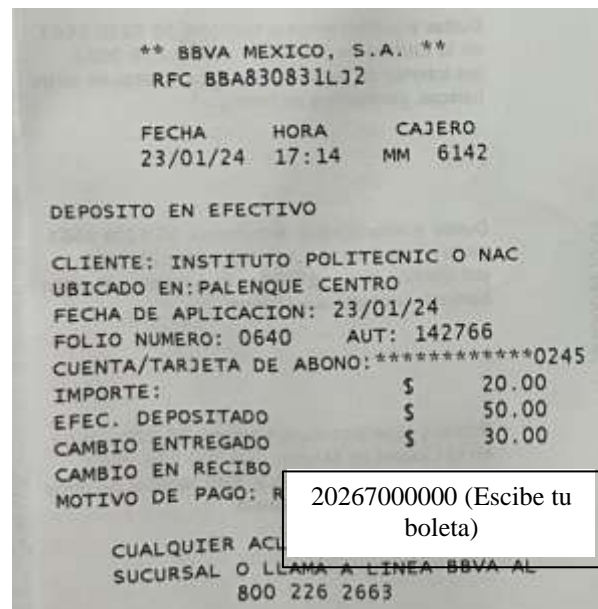 ** BBVA MEXICO, S.A. **
RFC BBA830831LJ2
FECHA HORA CAJERO
23/01/24 17:14 MM 6142
DEPOSITO EN EFECTIVO
CLIENTE: INSTITUTO POLITECNIC O NAC
UBICADO EN:PALENQUE CENTRO
FECHA DE APLICACION: 23/01/24
FOLIO NUMERO: 0640 AUT: 142766
CUENTA/TARJETA DE ABONO:************0245
IMPORTE: $ 20.00
EFEC. DEPOSITADO $ 50.00
CAMBIO ENTREGADO $ 30.00
CAMBIO EN RECIBO
MOTIVO DE PAGO: R
20267000000 (Escibe tu
boleta)
CUALQUIER ACL
SUCURSAL O LLAMA A LINEA BBVA AL
800 226 2663